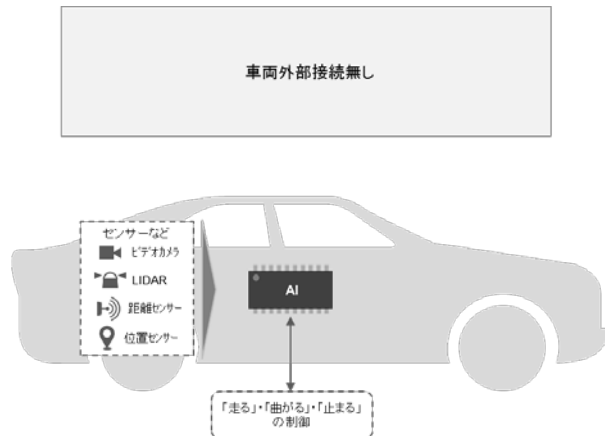 車両外部接続無し
センサーなど
ビデオカメラ
LIDAR
距離センサー
位置センサー
AI
「走る」・「曲がる」・「止まる」
の制御